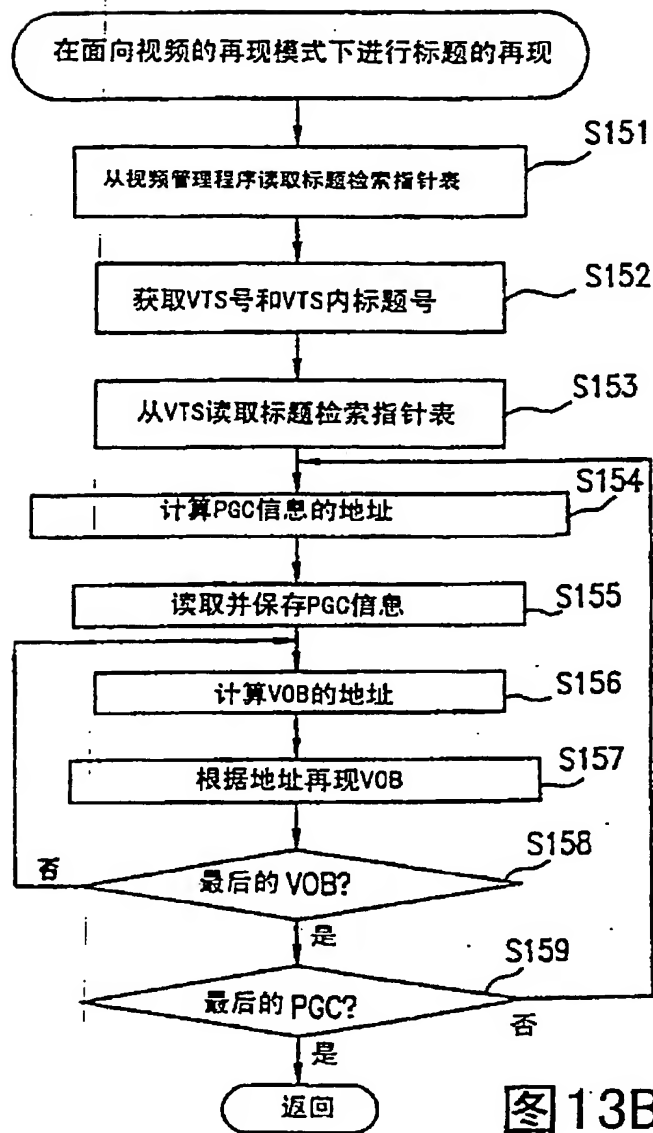 在面向视频的再现模式下进行标题的再现
S151
从视频管理程序读取标题检索指针表
S152
获取VTS号和VTS内标题号
S153
从VTS读取标题检索指针表
S154
计算PGC信息的地址
S155
读取并保存PGC信息
S156
计算VOB的地址
S157
根据地址再现VOB
S158
否
最后的VOB?
是
S159
最后的PGC?
否
是
返回
图13B